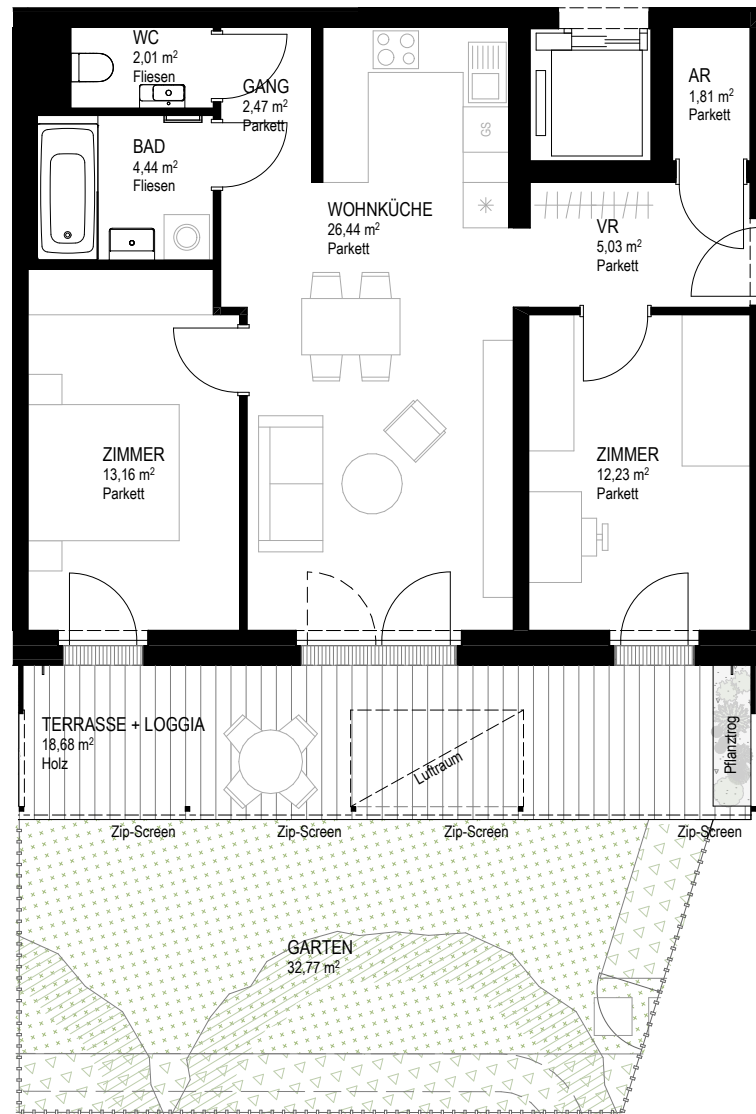 WC
2,01 m²
Fliesen
GANG
2,47 m²
Parkett
AR
1,81 m²
Parkett
BAD
4,44 m²
Fliesen
GS
WOHNKÜCHE
26,44 m²
Parkett
VR
5,03 m²
Parkett
ZIMMER
13,16 m²
Parkett
ZIMMER
12,23 m²
Parkett
TERRASSE + LOGGIA
18,68 m²
Holz
Luftraum
Pflanztrog
Zip-Screen
Zip-Screen
Zip-Screen
Zip-Screen
GARTEN
32,77 m²